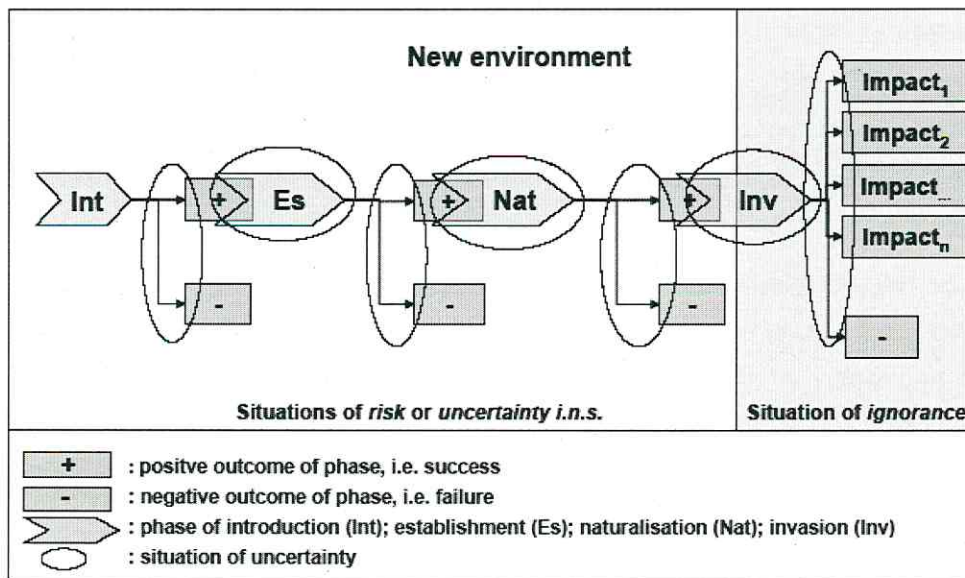 New environment
Impact1
Impact2
Impact...
Impactn
Int
+
Es
+
Nat
+
Inv
-
-
-
-
Situations of risk or uncertainty i.n.s.
Situation of ignorance
+ : positve outcome of phase, i.e. success
- : negative outcome of phase, i.e. failure
: phase of introduction (Int); establishment (Es); naturalisation (Nat); invasion (Inv)
: situation of uncertainty